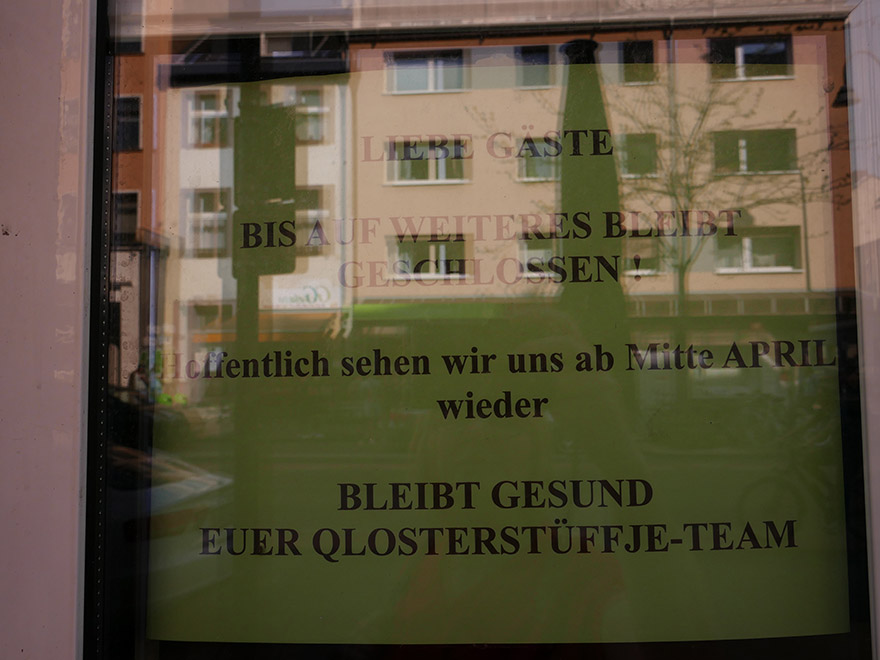 LIEBE GÄSTE
BIS AUF WEITERES BLEIBT
GESCHLOSSEN !
Hoffentlich sehen wir uns ab Mitte APRIL
wieder
BLEIBT GESUND
EUER QLOSTERSTÜFFJE-TEAM